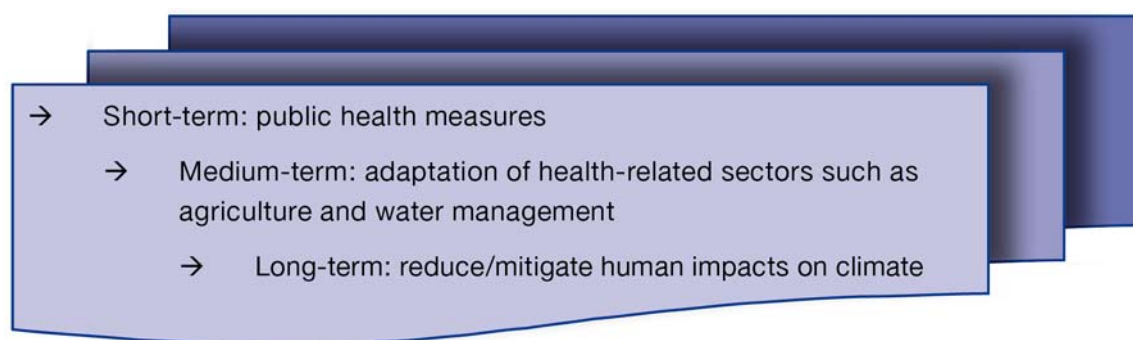 → Short-term: public health measures
→ Medium-term: adaptation of health-related sectors such as
agriculture and water management
→ Long-term: reduce/mitigate human impacts on climate